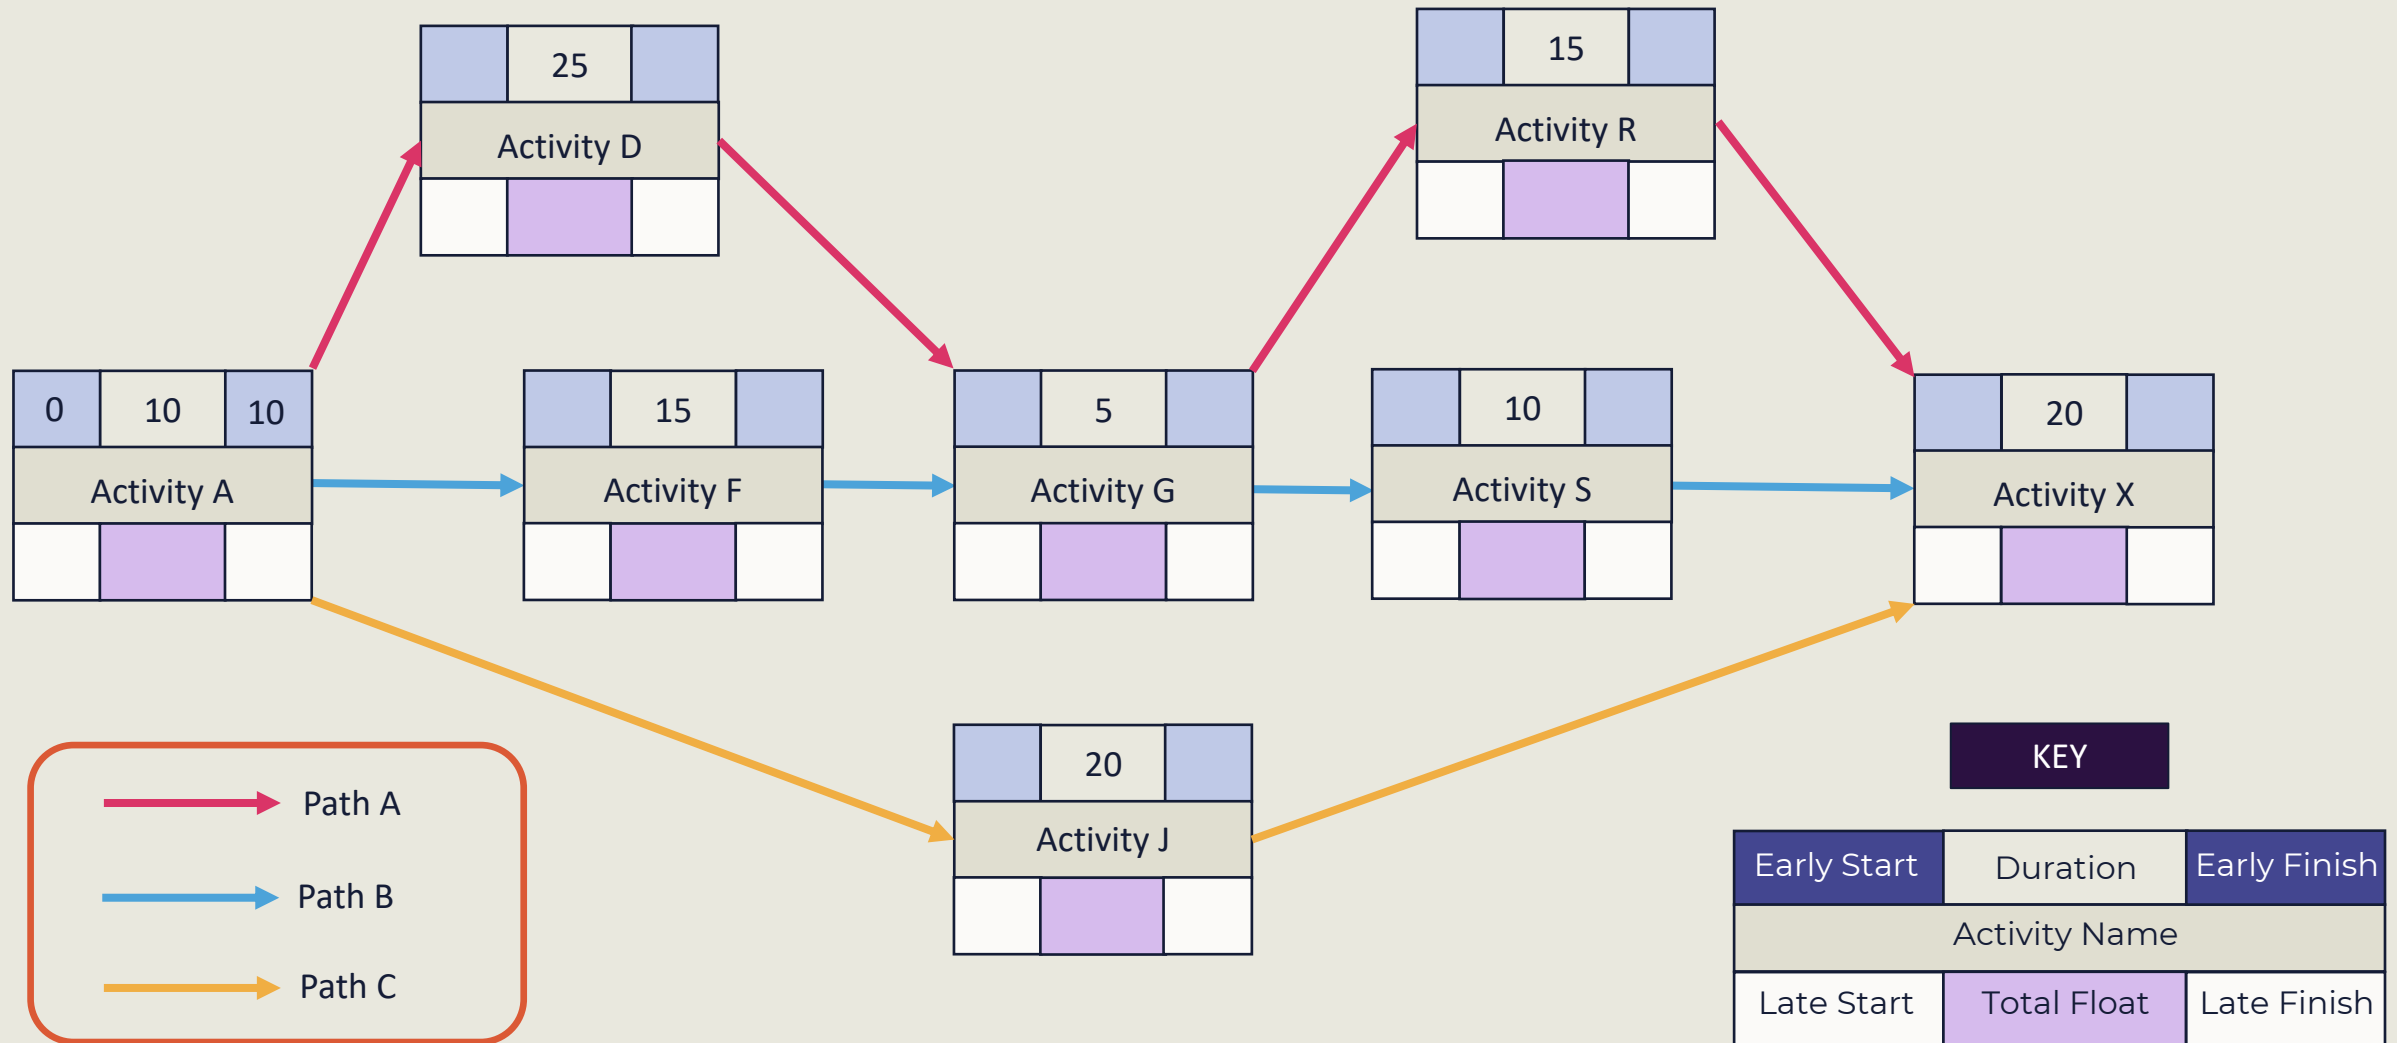 25
Activity D
15
Activity R
0 10 10
Activity A
15
Activity F
5
Activity G
10
Activity S
20
Activity X
20
Activity J
Path A
Path B
Path C
KEY
Early Start Duration Early Finish
Activity Name
Late Start Total Float Late Finish